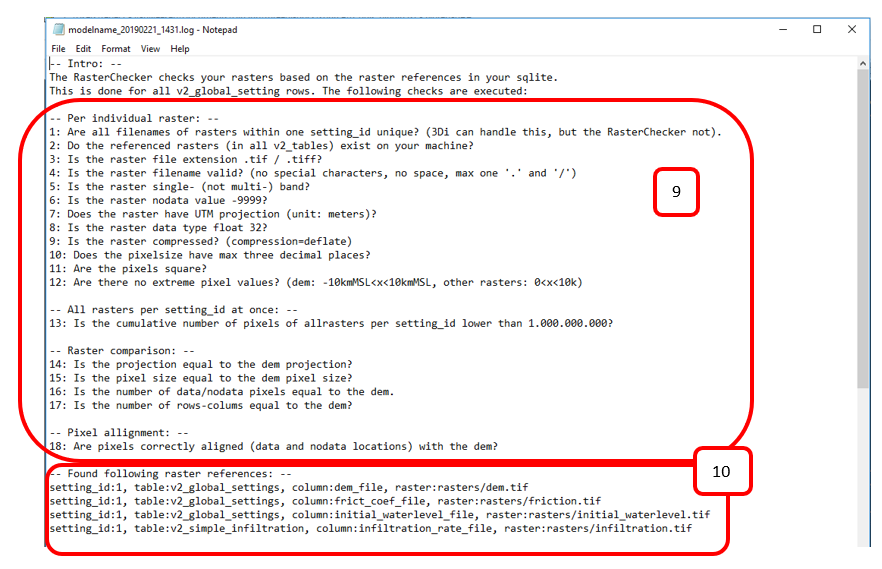 modelname_20190221_1431.log - Notepad
File Edit Format View Help
-- Intro: --
The RasterChecker checks your rasters based on the raster references in your sqlite.
This is done for all v2_global_setting rows. The following checks are executed:
-- Per individual raster: --
1: Are all filenames of rasters within one setting_id unique? (3Di can handle this, but the RasterChecker not).
2: Do the referenced rasters (in all v2_tables) exist on your machine?
3: Is the raster file extension .tif / .tiff?
4: Is the raster filename valid? (no special characters, no space, max one '.' and '/')
5: Is the raster single- (not multi-) band?
6: Is the raster nodata value -9999?
7: Does the raster have UTM projection (unit: meters)?
8: Is the raster data type float 32?
9: Is the raster compressed? (compression=deflate)
10: Does the pixelsize have max three decimal places?
11: Are the pixels square?
12: Are there no extreme pixel values? (dem: -10kmMSL<x<10kmMSL, other rasters: 0<x<10k)
9
-- All rasters per setting_id at once: --
13: Is the cumulative number of pixels of allrasters per setting_id lower than 1.000.000.000?
-- Raster comparison: --
14: Is the projection equal to the dem projection?
15: Is the pixel size equal to the dem pixel size?
16: Is the number of data/nodata pixels equal to the dem.
17: Is the number of rows-colums equal to the dem?
-- Pixel allignment: --
18: Are pixels correctly aligned (data and nodata locations) with the dem?
10
-- Found following raster references: --
setting_id:1, table:v2_global_settings, column:dem_file, raster:rasters/dem.tif
setting_id:1, table:v2_global_settings, column:frict_coef_file, raster:rasters/friction.tif
setting_id:1, table:v2_global_settings, column:initial_waterlevel_file, raster:rasters/initial_waterlevel.tif
setting_id:1, table:v2_simple_infiltration, column:infiltration_rate_file, raster:rasters/infiltration.tif